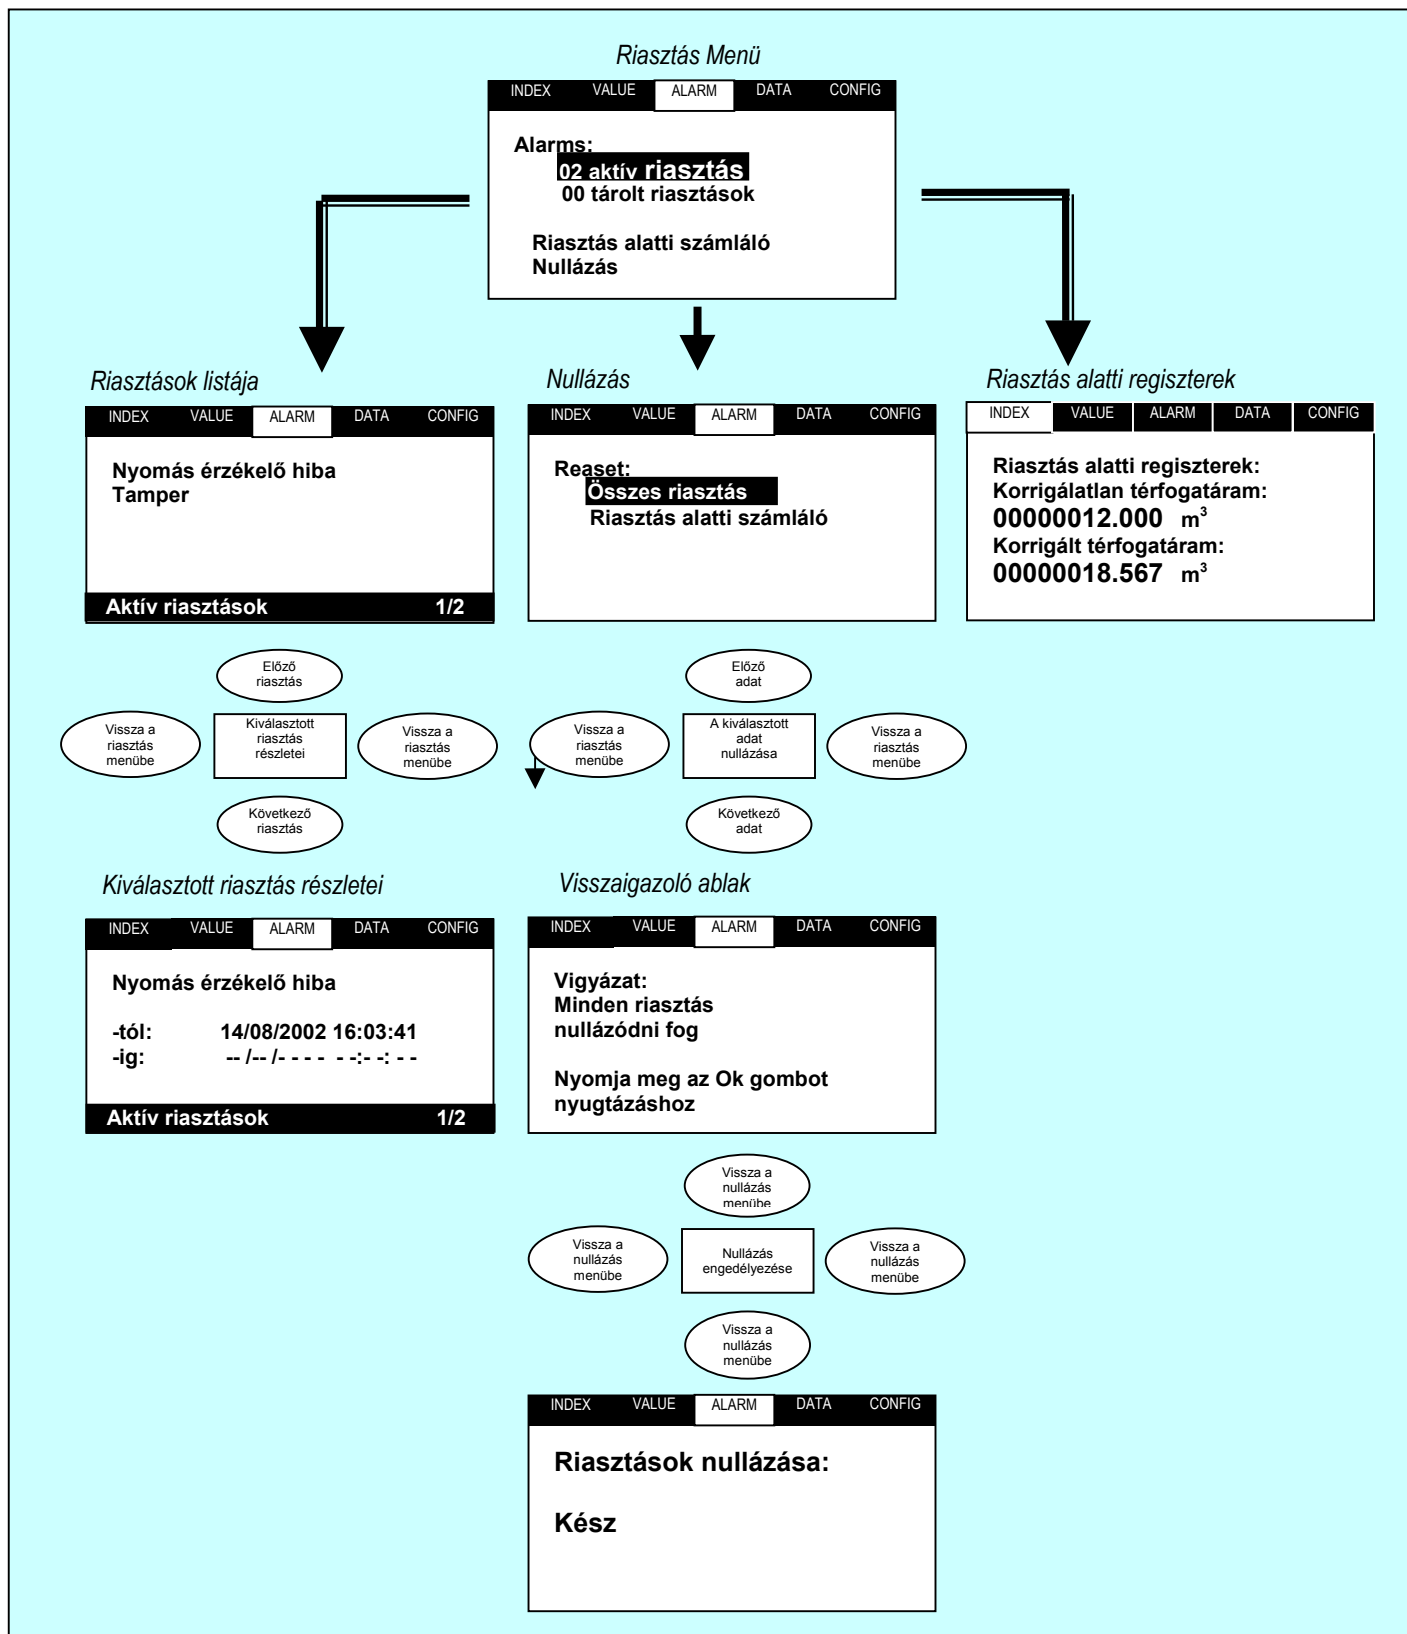 Riasztás Menü
INDEX VALUE ALARM DATA CONFIG
Alarms:
02 aktív riasztás
00 tárolt riasztások
Riasztás alatti számláló
Nullázás
Riasztások listája
INDEX VALUE ALARM DATA CONFIG
Nyomás érzékelő hiba
Tamper
Aktív riasztások 1/2
Nullázás
INDEX VALUE ALARM DATA CONFIG
Reaset:
Összes riasztás
Riasztás alatti számláló
Riasztás alatti regiszterek
INDEX VALUE ALARM DATA CONFIG
Riasztás alatti regiszterek:
Korrigálatlan térfogatáram:
00000012.000 m³
Korrigált térfogatáram:
00000018.567 m³
Előző
riasztás
Vissza a
riasztás
menübe
Kiválasztott
riasztás
részletei
Vissza a
riasztás
menübe
Következő
riasztás
Előző
adat
Vissza a
riasztás
menübe
A kiválasztott
adat
nullázása
Vissza a
riasztás
menübe
Következő
adat
Kiválasztott riasztás részletei
INDEX VALUE ALARM DATA CONFIG
Nyomás érzékelő hiba
-tól: 14/08/2002 16:03:41
-ig: -- /-- /- - - - - -:- -: - -
Aktív riasztások 1/2
Visszaigazoló ablak
INDEX VALUE ALARM DATA CONFIG
Vigyázat:
Minden riasztás
nullázódni fog
Nyomja meg az Ok gombot
nyugtázáshoz
Vissza a
nullázás
menübe
Vissza a
nullázás
menübe
Nullázás
engedélyezése
Vissza a
nullázás
menübe
Vissza a
nullázás
menübe
INDEX VALUE ALARM DATA CONFIG
Riasztások nullázása:
Kész